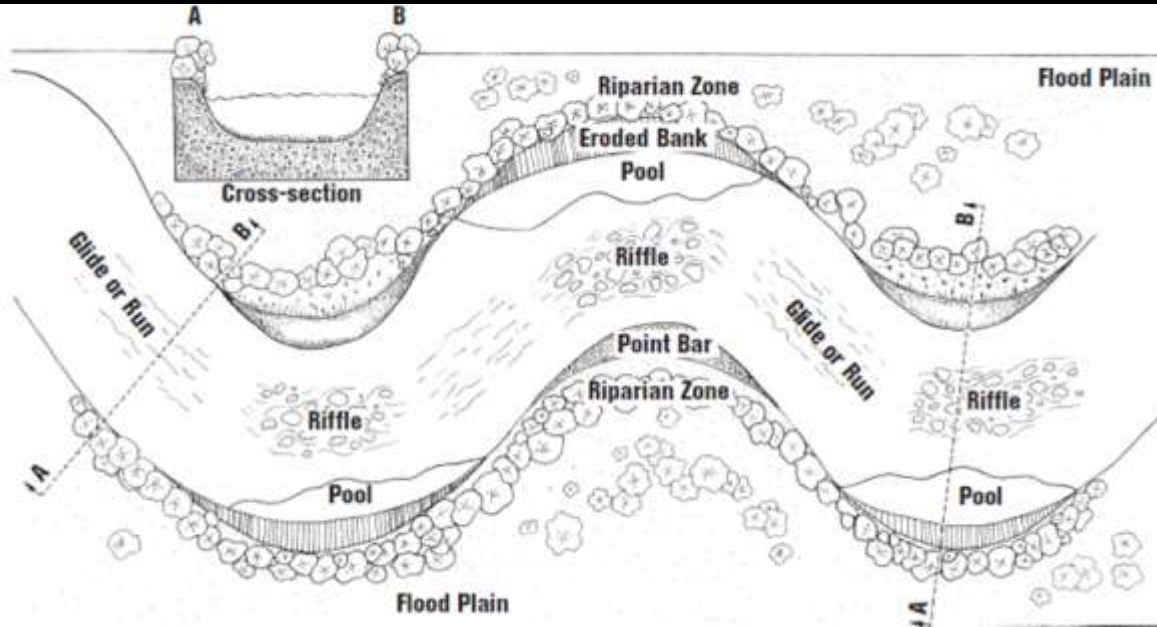 A
B
Cross-section
Riparian Zone
Flood Plain
Eroded Bank
Pool
B
B
Glide or Run
Riffle
Glide or Run
Point Bar
Riparian Zone
Riffle
Riffle
A
Pool
Pool
Flood Plain
A